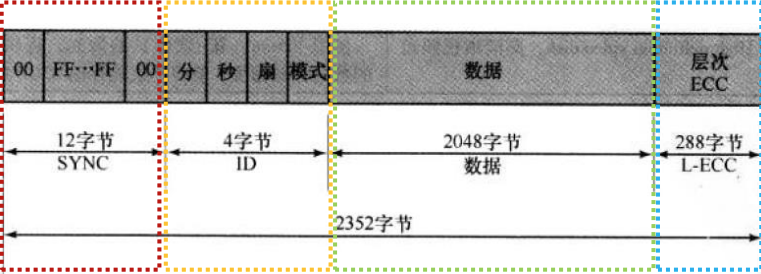 00 FF…FF 00 分 秒 扇 模式 数据 层次
ECC
12字节 4字节 2048字节 288字节
SYNC ID 数据 L-ECC
2352字节